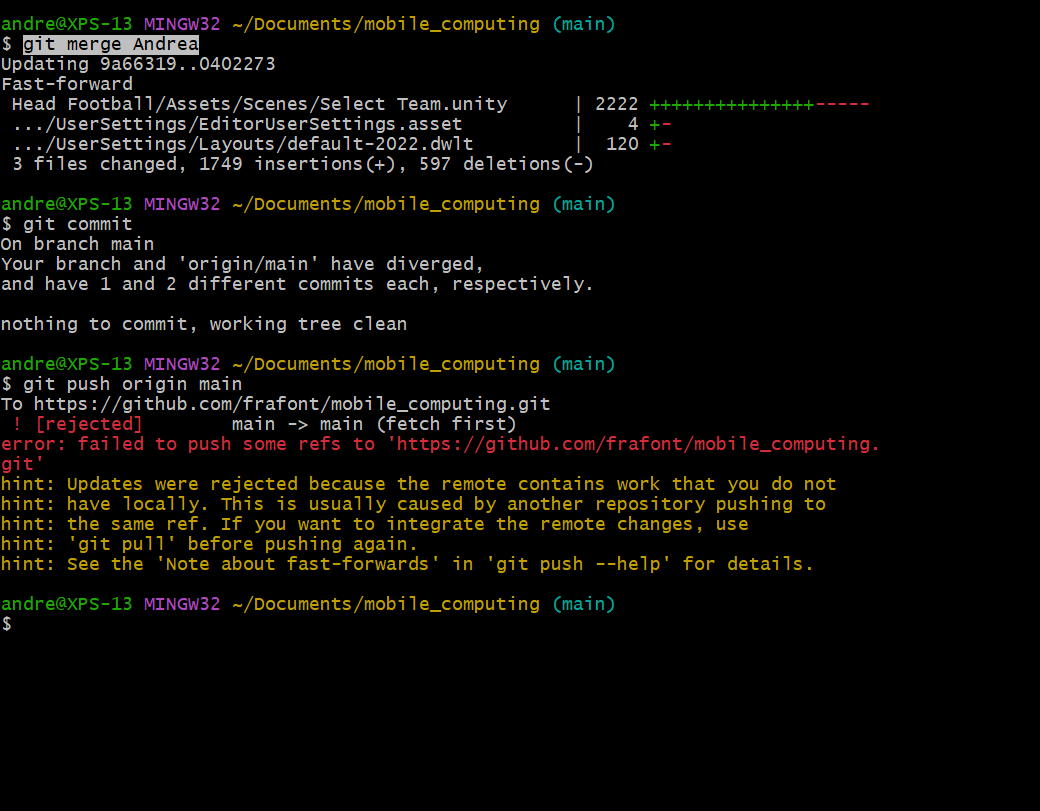 andre@XPS-13 MINGW32 ~/Documents/mobile_computing (main)
$ git merge Andrea
Updating 9a66319..0402273
Fast-forward
 Head Football/Assets/Scenes/Select Team.unity      | 2222 +++++++++++++++-----
 .../UserSettings/EditorUserSettings.asset          |    4 +-
 .../UserSettings/Layouts/default-2022.dwlt         |  120 +-
 3 files changed, 1749 insertions(+), 597 deletions(-)
andre@XPS-13 MINGW32 ~/Documents/mobile_computing (main)
$ git commit
On branch main
Your branch and 'origin/main' have diverged,
and have 1 and 2 different commits each, respectively.
nothing to commit, working tree clean
andre@XPS-13 MINGW32 ~/Documents/mobile_computing (main)
$ git push origin main
To https://github.com/frafont/mobile_computing.git
 ! [rejected]        main -> main (fetch first)
error: failed to push some refs to 'https://github.com/frafont/mobile_computing.
git'
hint: Updates were rejected because the remote contains work that you do not
hint: have locally. This is usually caused by another repository pushing to
hint: the same ref. If you want to integrate the remote changes, use
hint: 'git pull' before pushing again.
hint: See the 'Note about fast-forwards' in 'git push --help' for details.
andre@XPS-13 MINGW32 ~/Documents/mobile_computing (main)
$